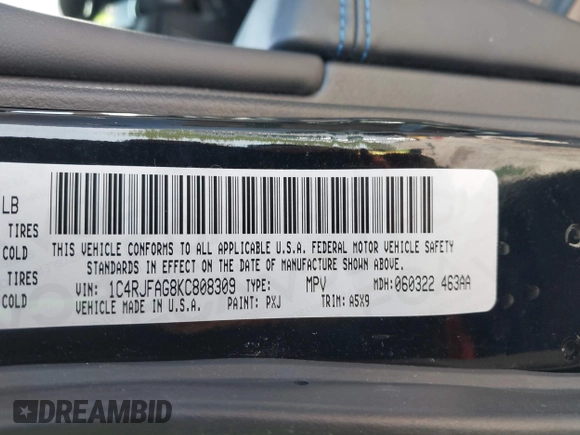 LB
TIRES
COLD
TIRES
COLD
THIS VEHICLE CONFORMS TO ALL APPLICABLE U.S.A. FEDERAL MOTOR VEHICLE SAFETY
STANDARDS IN EFFECT ON THE DATE OF MANUFACTURE SHOWN ABOVE.
VIN: 1C4RJFAG8KC808309 TYPE: MPV MDH: 060322 463AA
VEHICLE MADE IN U.S.A. PAINT: PXJ TRIM: A5X9
DREAMBID